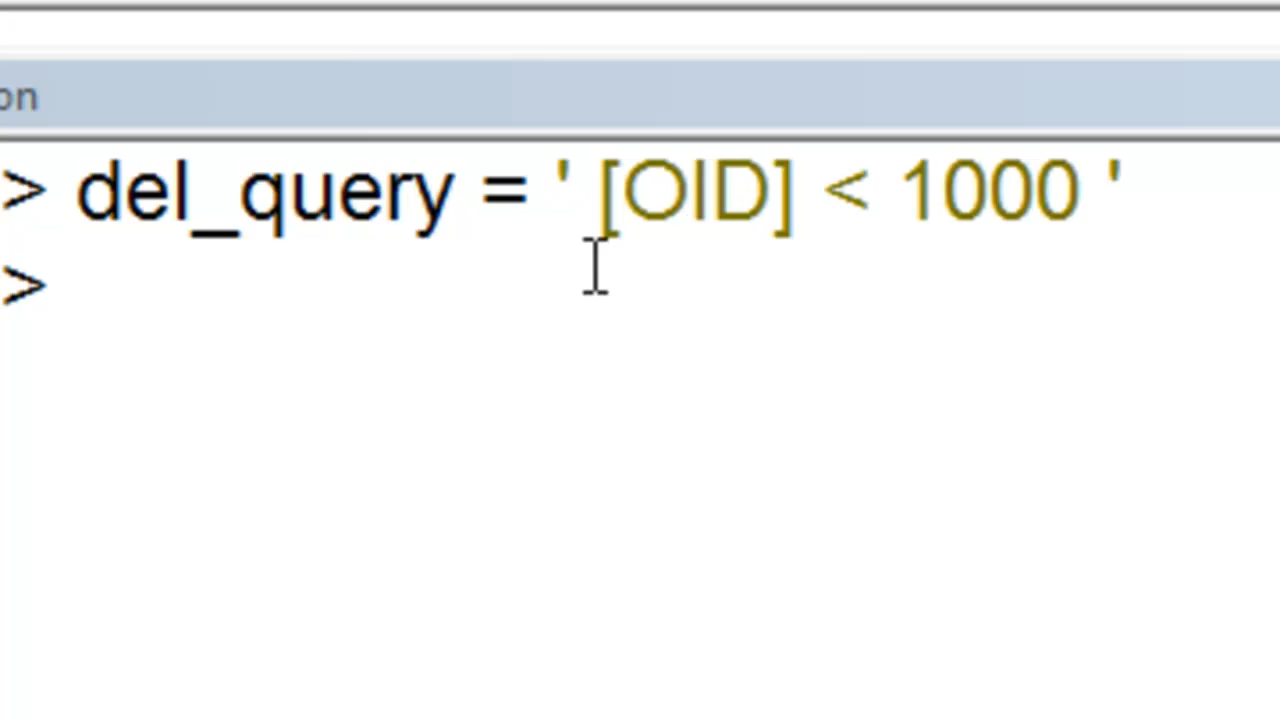 on
> del_query = ' [OID] < 1000 '
>